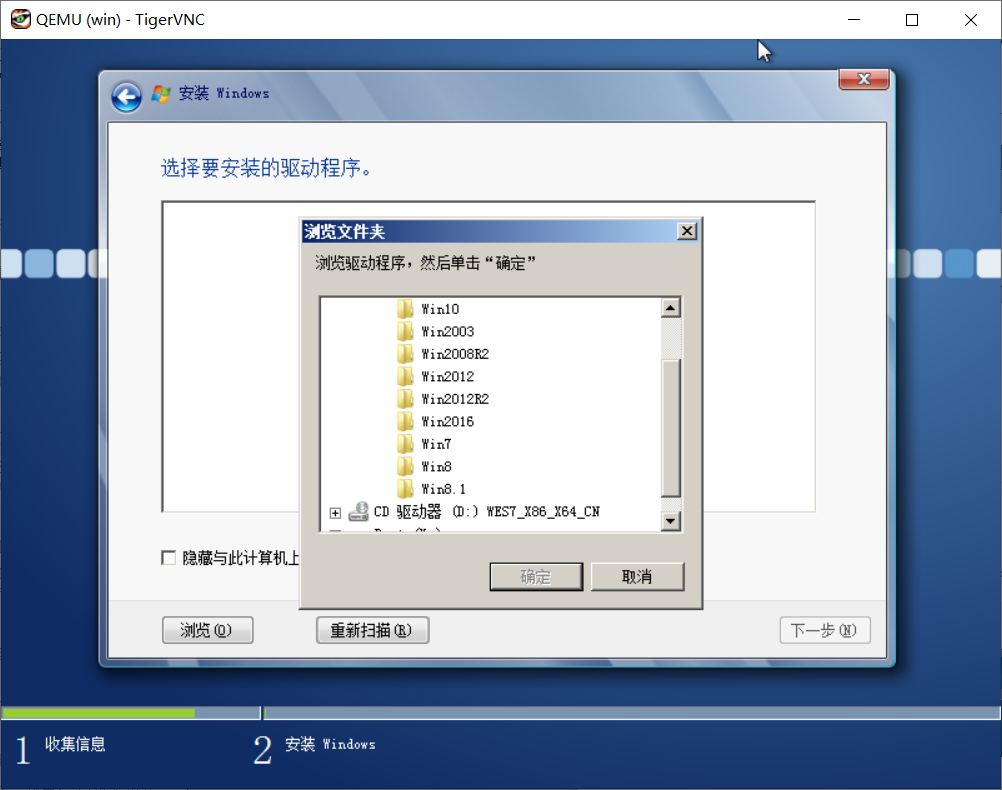 QEMU (win) - TigerVNC
安装 Windows
选择要安装的驱动程序。
浏览文件夹
浏览驱动程序，然后单击“确定”
Win10
Win2003
Win2008R2
Win2012
Win2012R2
Win2016
Win7
Win8
Win8.1
CD 驱动器 (D:) WES7_X86_X64_CN
隐藏与此计算机上
确定
取消
浏览(O)
重新扫描(R)
下一步(N)
1 收集信息
2 安装 Windows